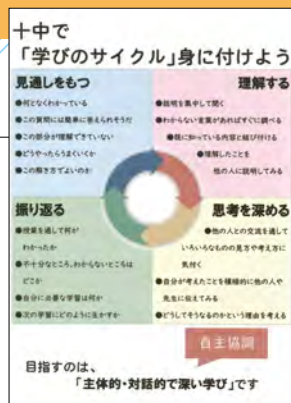 十中で
「学びのサイクル」身に付けよう
見通しをもつ
●何となくわかっている
●この質問には簡単に答えられそうだ
●この部分が理解できていない
●どうやったらうまくいくか
●この解き方でよいのか
理解する
●説明を集中して聞く
●わからない言葉があればすぐに調べる
●既に知っている内容と結び付ける
●理解したことを
他の人に説明してみる
振り返る
●授業を通して何が
わかったか
●不十分なところ、わからないところは
どこか
●自分に必要な学習は何か
●次の学習にどのように生かすか
思考を深める
●他の人との交流を通して
いろいろなものの見方や考え方に
気付く
●自分が考えたことを積極的に他の人や
先生に伝えてみる
●どうしてそうなるのかという理由を考える
自主協調
目指すのは、
「主体的・対話的で深い学び」です